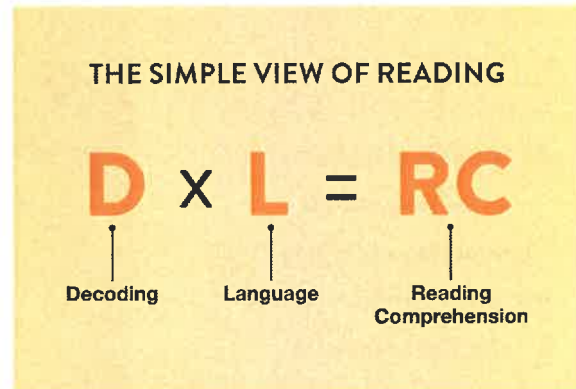 THE SIMPLE VIEW OF READING
D x L = RC
Decoding Language Reading
Comprehension